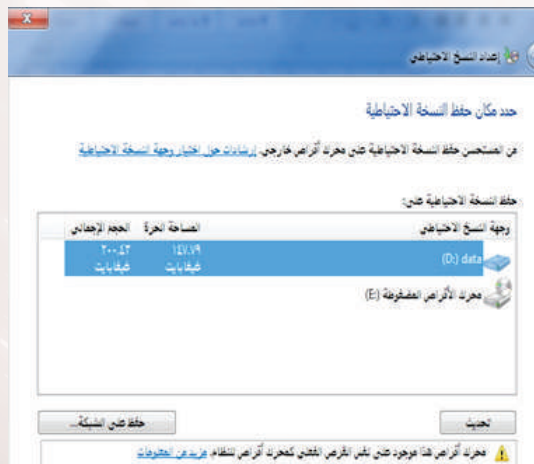 إعداد النسخ الاحتياطي
حدد مكان حفظ النسخة الاحتياطية
من المستحسن حفظ النسخة الاحتياطية على محرك أقراص خارجي. إرشادات حول اختيار وجهة النسخة الاحتياطية
حفظ النسخة الاحتياطية على:
وجهة النسخ الاحتياطي المساحة الحرة الحجم الإجمالي
(D:) data ١٤٧.٧٩ غيغابايت ٢٠٠.٤٣ غيغابايت
محرك الأقراص المضغوطة (E:)
تحديث حفظ على الشبكة...
محرك أقراص هذا موجود على نفس القرص الفعلي كمحرك أقراص للنظام. مزيد من المعلومات